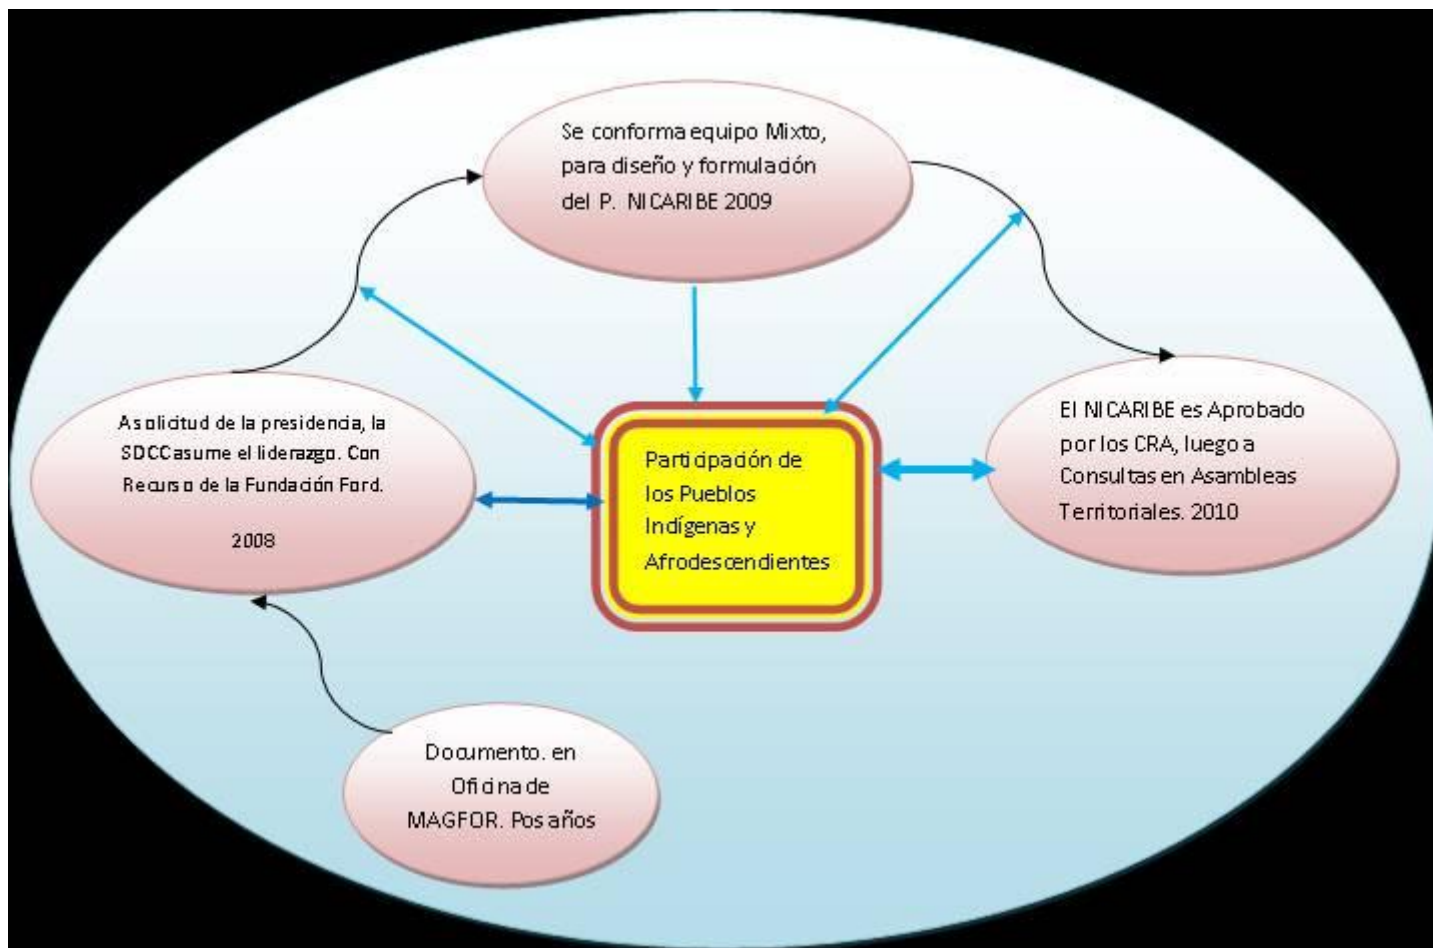 Se conforma equipo Mixto,
para diseño y formulación
del P. NICARIBE 2009
A solicitud de la presidencia, la
SDCC asume el liderazgo. Con
Recurso de la Fundación Ford.
2008
Participación de
los Pueblos
Indígenas y
Afrodescendientes
El NICARIBE es Aprobado
por los CRA, luego a
Consultas en Asambleas
Territoriales. 2010
Documento. en
Oficina de
MAGFOR. Pos años